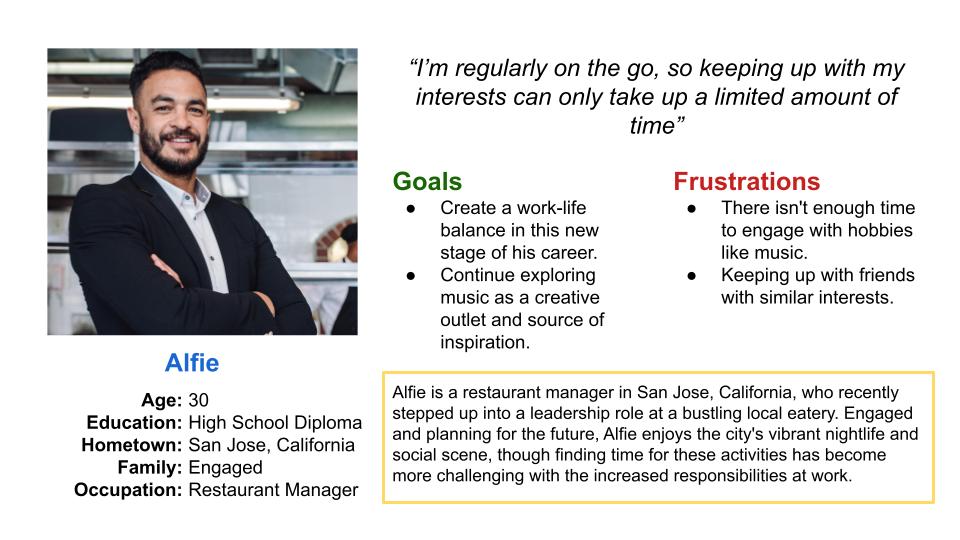 “I’m regularly on the go, so keeping up with my
interests can only take up a limited amount of
time”
Goals
● Create a work-life
balance in this new
stage of his career.
● Continue exploring
music as a creative
outlet and source of
inspiration.
Frustrations
● There isn't enough time
to engage with hobbies
like music.
● Keeping up with friends
with similar interests.
Alfie
Age: 30
Education: High School Diploma
Hometown: San Jose, California
Family: Engaged
Occupation: Restaurant Manager
Alfie is a restaurant manager in San Jose, California, who recently
stepped up into a leadership role at a bustling local eatery. Engaged
and planning for the future, Alfie enjoys the city's vibrant nightlife and
social scene, though finding time for these activities has become
more challenging with the increased responsibilities at work.